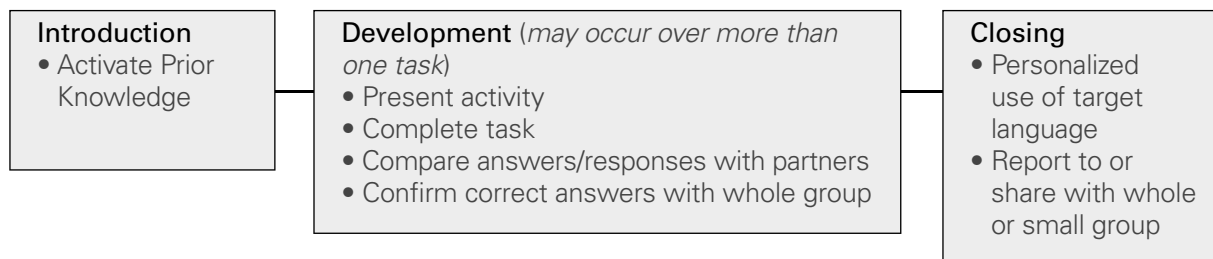 Introduction
• Activate Prior
Knowledge
Development (may occur over more than
one task)
• Present activity
• Complete task
• Compare answers/responses with partners
• Confirm correct answers with whole group
Closing
• Personalized
use of target
language
• Report to or
share with whole
or small group